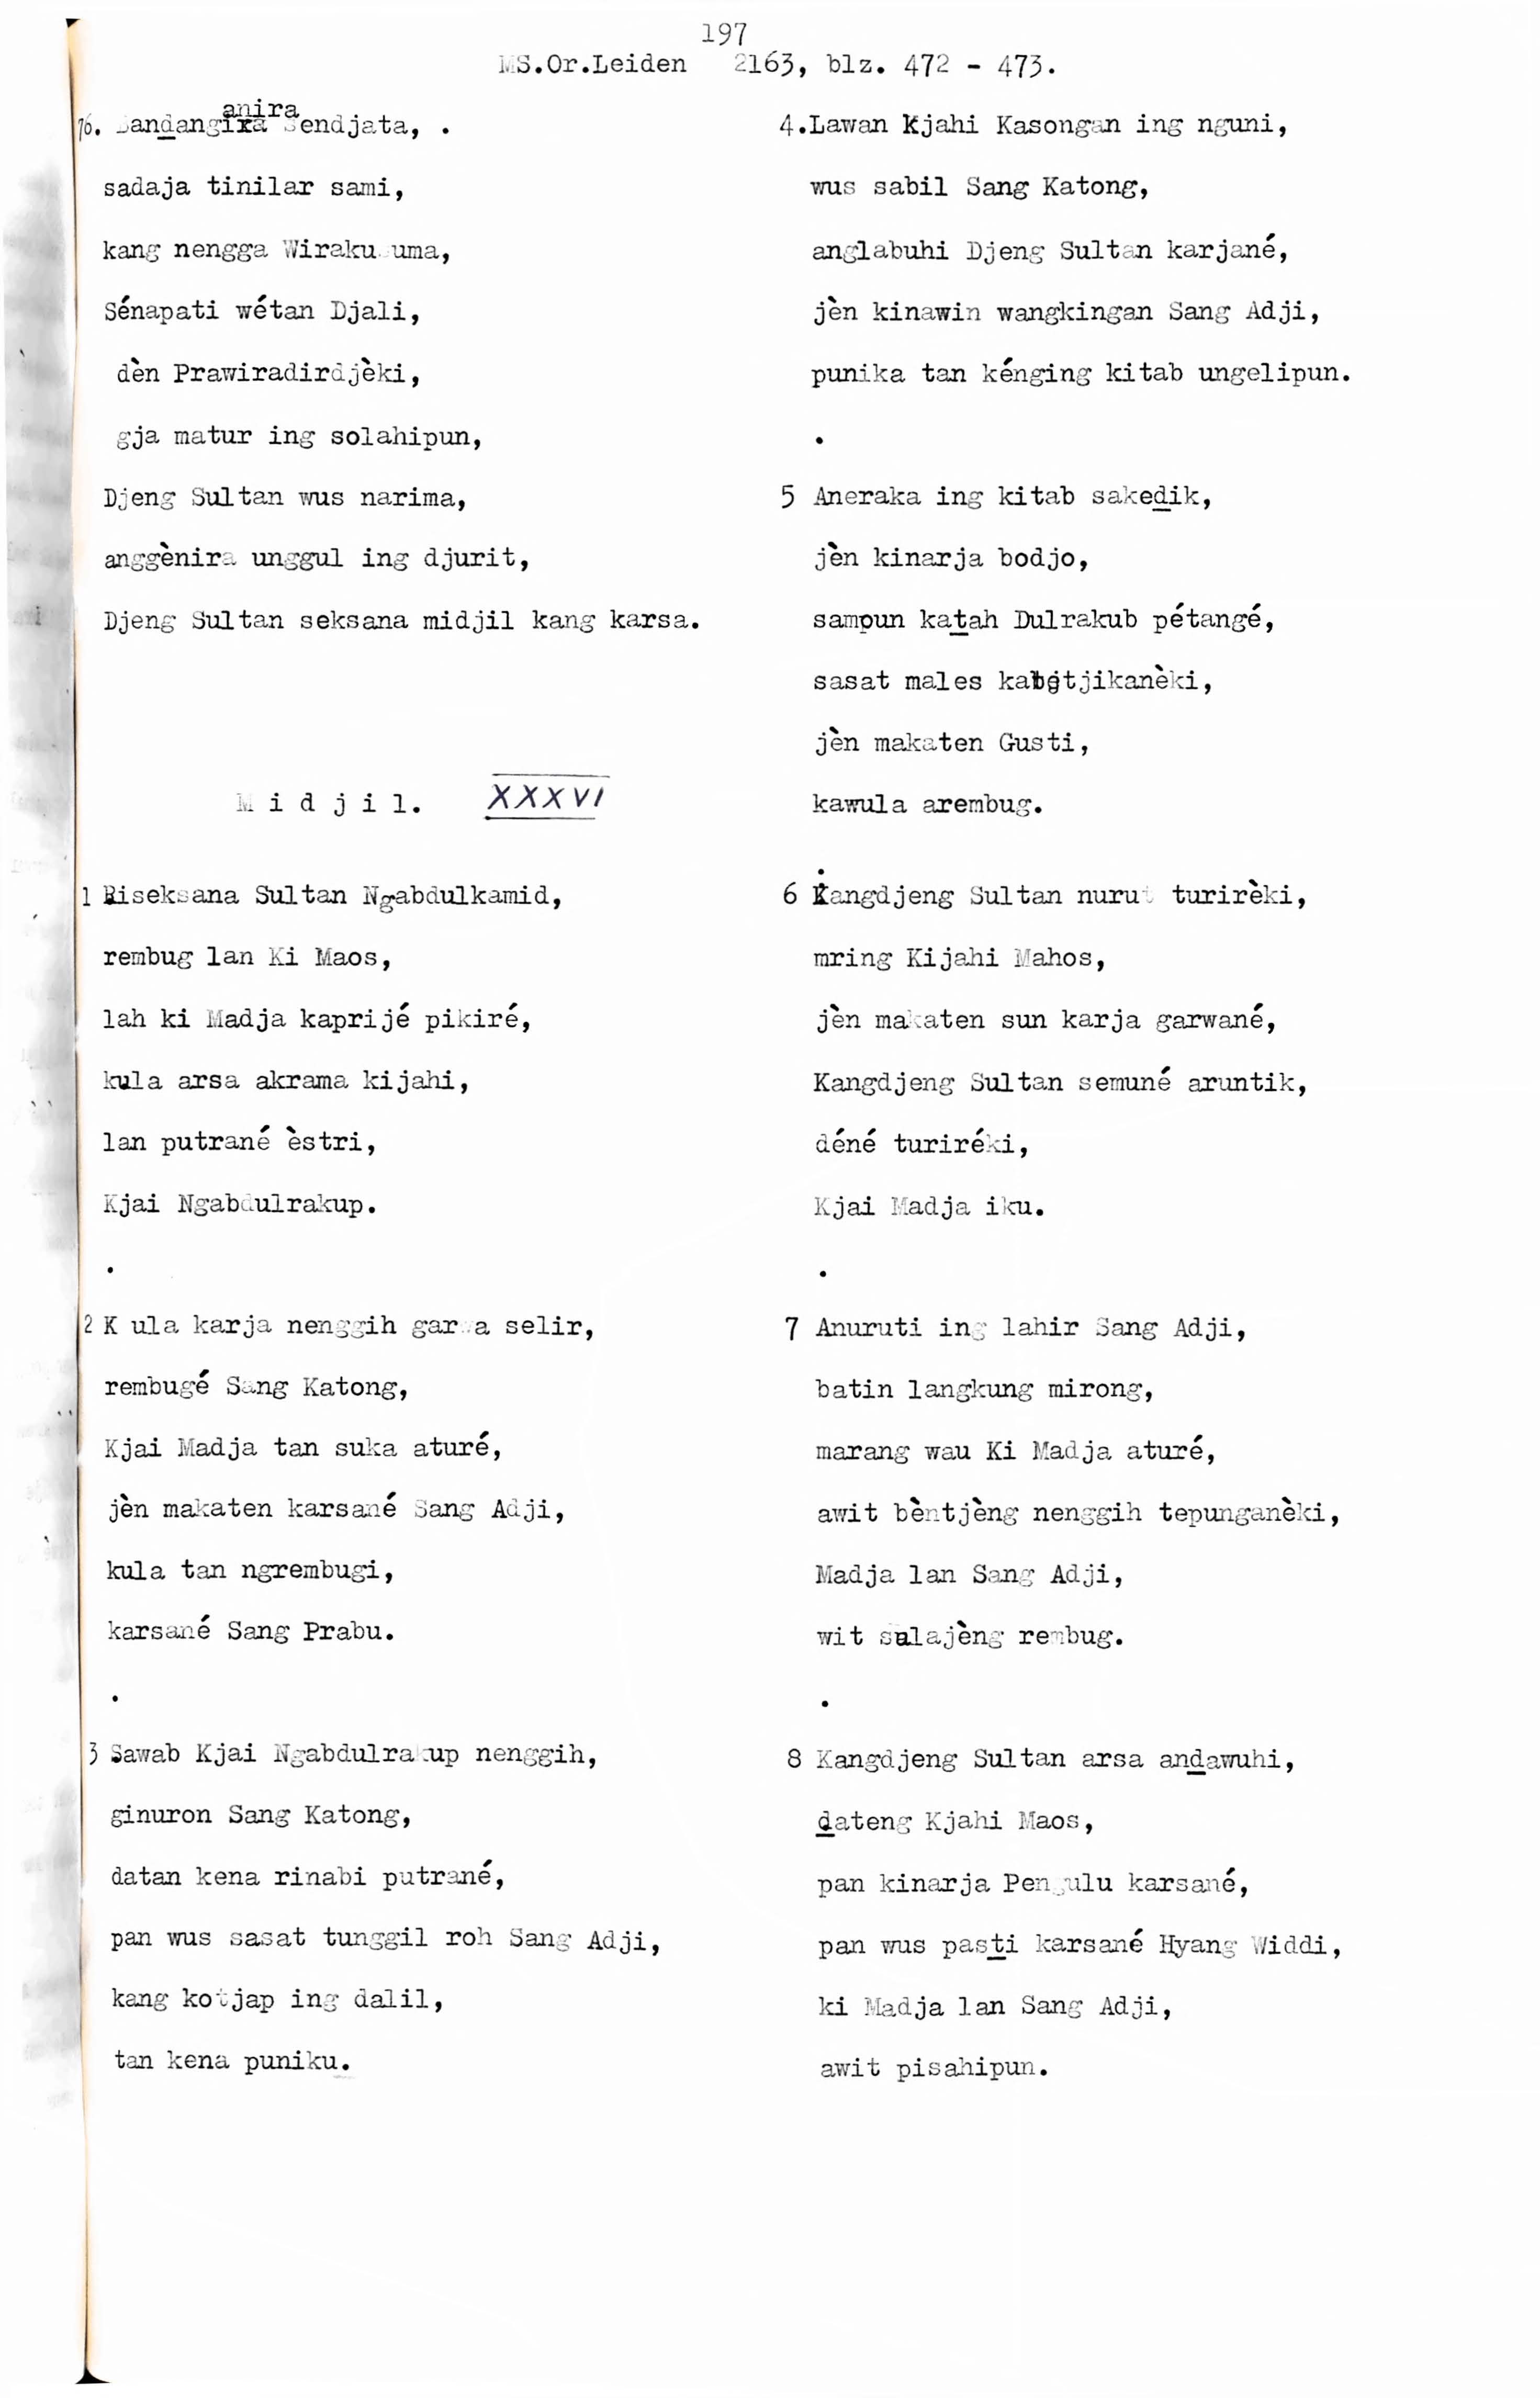 197
MS.Or.Leiden 2163, blz. 472 - 473.
76. Bandanganira Sendjata, .
sadaja tinilar sami,
kang nengga Wirakusuma,
Sénapati wétan Djali,
dèn Prawiradirdjèki,
gja matur ing solahipun,
Djeng Sultan wus narima,
anggènira unggul ing djurit,
Djeng Sultan seksana midjil kang karsa.
M i d j i l. XXXVI
1 Riseksana Sultan Ngabdulkamid,
rembug lan Ki Maos,
lah ki Madja kaprijé pikiré,
kula arsa akrama kijahi,
lan putrané èstri,
Kjai Ngabdulrakup.
.
2 K ula karja nenggih garwa selir,
rembugé Sang Katong,
Kjai Madja tan suka aturé,
jèn makaten karsané Sang Adji,
kula tan ngrembugi,
karsané Sang Prabu.
.
3 Sawab Kjai Ngabdulrakup nenggih,
ginuron Sang Katong,
datan kena rinabi putrané,
pan wus sasat tunggil roh Sang Adji,
kang kotjap ing dalil,
tan kena puniku.
4.Lawan Kjahi Kasongan ing nguni,
wus sabil Sang Katong,
anglabuhi Djeng Sultan karjané,
jèn kinawin wangkingan Sang Adji,
punika tan kénging kitab ungelipun.
.
5 Aneraka ing kitab sakedik,
jèn kinarja bodjo,
sampun katah Dulrakub pétangé,
sasat males kabetjikanèki,
jèn makaten Gusti,
kawula arembug.
.
6 Kangdjeng Sultan nurut turirèki,
mring Kijahi Mahos,
jèn makaten sun karja garwané,
Kangdjeng Sultan semuné aruntik,
déné turiréki,
Kjai Madja iku.
.
7 Anuruti ing lahir Sang Adji,
batin langkung mirong,
marang wau Ki Madja aturé,
awit bèntjèng nenggih tepunganèki,
Madja lan Sang Adji,
wit sulajèng rembug.
.
8 Kangdjeng Sultan arsa andawuhi,
dateng Kjahi Maos,
pan kinarja Pengulu karsané,
pan wus pasti karsané Hyang Widdi,
ki Madja lan Sang Adji,
awit pisahipun.